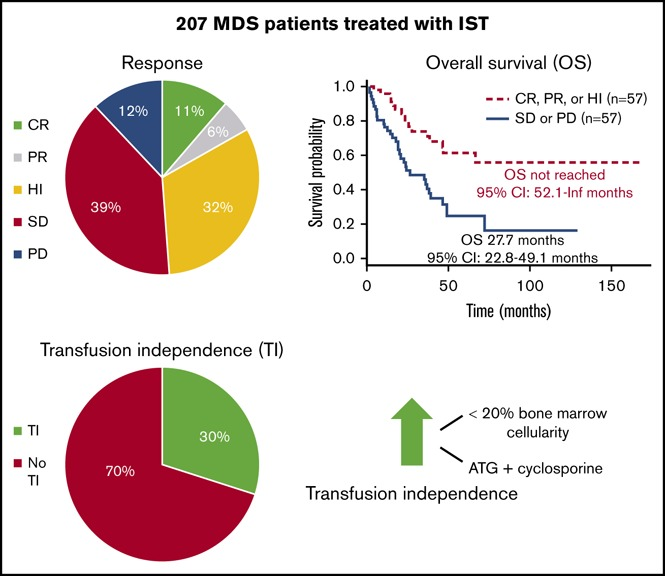 207 MDS patients treated with IST
Response
CR
PR
HI
SD
PD
11%
6%
32%
39%
12%
Overall survival (OS)
Survival probability
1.0
0.8
0.6
0.4
0.2
0.0
CR, PR, or HI (n=57)
SD or PD (n=57)
OS not reached
95% CI: 52.1-Inf months
OS 27.7 months
95% CI: 22.8-49.1 months
0 50 100 150
Time (months)
Transfusion independence (TI)
TI
No
TI
30%
70%
< 20% bone marrow
cellularity
ATG + cyclosporine
Transfusion independence